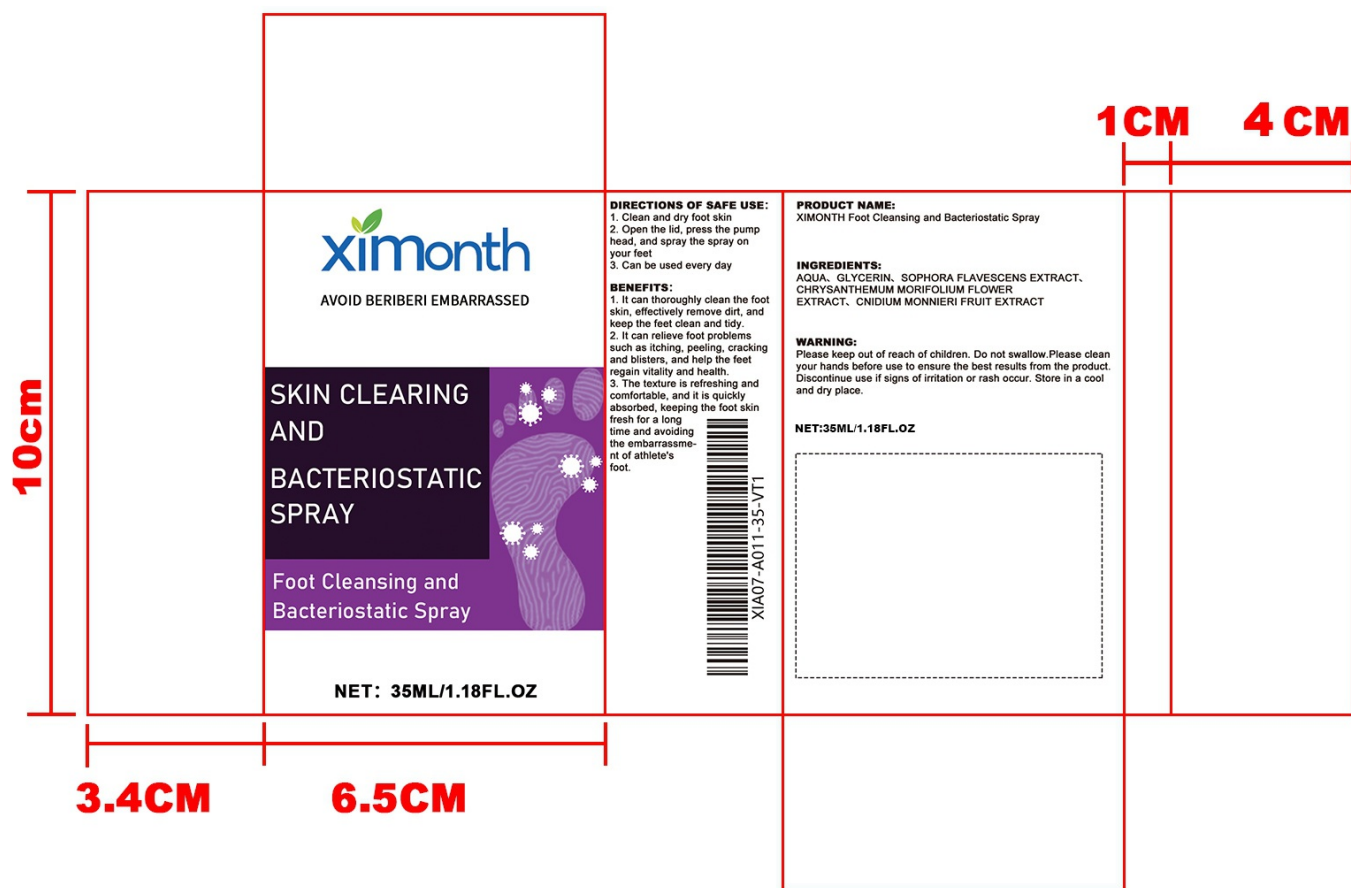 1CM
4 CM
10cm
ximonth
AVOID BERIBERI EMBARRASSED
SKIN CLEARING
AND
BACTERIOSTATIC
SPRAY
Foot Cleansing and
Bacteriostatic Spray
NET: 35ML/1.18FL.OZ
3.4CM
6.5CM
DIRECTIONS OF SAFE USE:
1. Clean and dry foot skin
2. Open the lid, press the pump
head, and spray the spray on
your feet
3. Can be used every day
BENEFITS:
1. It can thoroughly clean the foot
skin, effectively remove dirt, and
keep the feet clean and tidy.
2. It can relieve foot problems
such as itching, peeling, cracking
and blisters, and help the feet
regain vitality and health.
3. The texture is refreshing and
comfortable, and it is quickly
absorbed, keeping the foot skin
fresh for a long
time and avoiding
the embarrassme-
nt of athlete's
foot.
XIA07-A011-35-VT1
PRODUCT NAME:
XIMONTH Foot Cleansing and Bacteriostatic Spray
INGREDIENTS:
AQUA、GLYCERIN、SOPHORA FLAVESCENS EXTRACT、
CHRYSANTHEMUM MORIFOLIUM FLOWER
EXTRACT、CNIDIUM MONNIERI FRUIT EXTRACT
WARNING:
Please keep out of reach of children. Do not swallow.Please clean
your hands before use to ensure the best results from the product.
Discontinue use if signs of irritation or rash occur. Store in a cool
and dry place.
NET:35ML/1.18FL.OZ